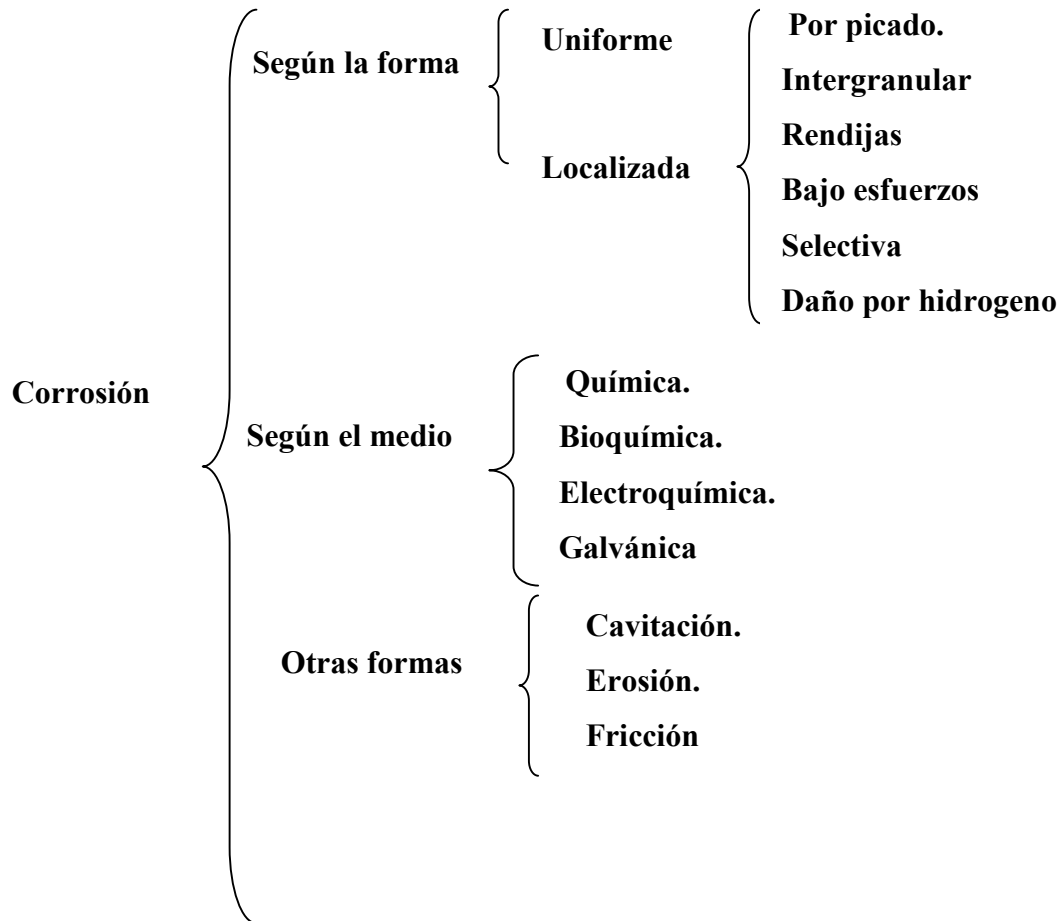 Corrosión
Según la forma
Uniforme
Localizada
Por picado.
Intergranular
Rendijas
Bajo esfuerzos
Selectiva
Daño por hidrogeno
Según el medio
Química.
Bioquímica.
Electroquímica.
Galvánica
Otras formas
Cavitación.
Erosión.
Fricción